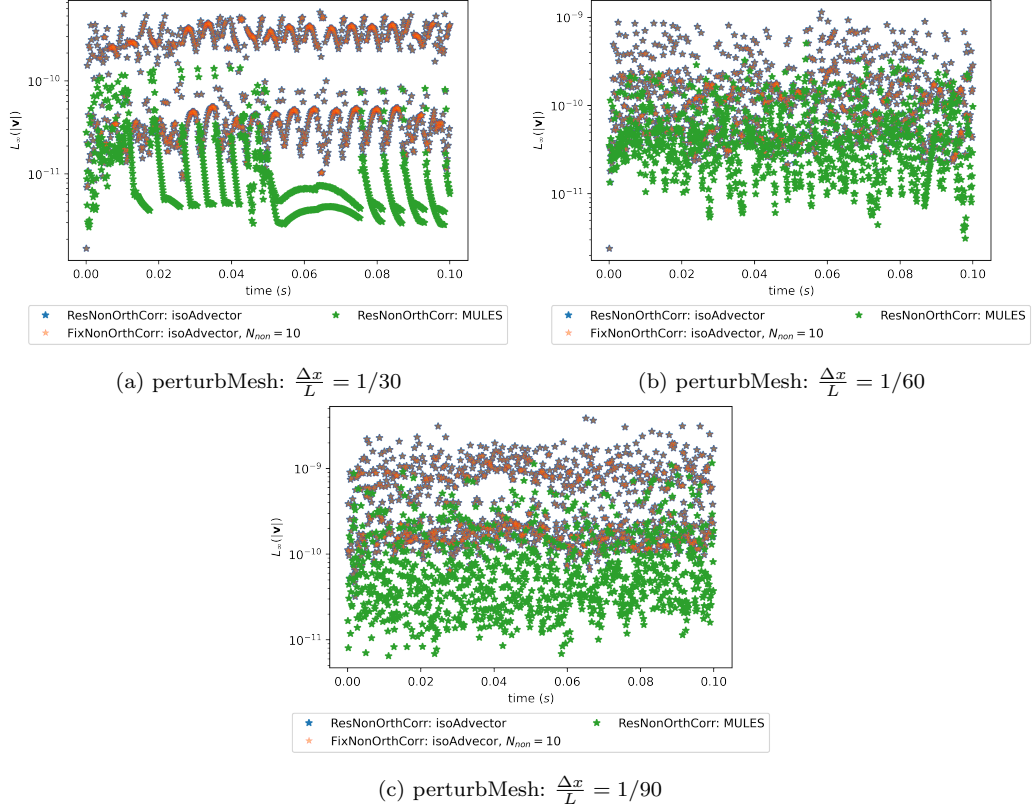 10⁻¹⁰
10⁻¹¹
L∞(|v|)
0.00 0.02 0.04 0.06 0.08 0.10
time (s)
ResNonOrthCorr: isoAdvector
FixNonOrthCorr: isoAdvector, Nₙₒₙ = 10
ResNonOrthCorr: MULES
(a) perturbMesh: Δx/L = 1/30
10⁻⁹
10⁻¹⁰
10⁻¹¹
L∞(|v|)
0.00 0.02 0.04 0.06 0.08 0.10
time (s)
ResNonOrthCorr: isoAdvector
FixNonOrthCorr: isoAdvector, Nₙₒₙ = 10
ResNonOrthCorr: MULES
(b) perturbMesh: Δx/L = 1/60
10⁻⁹
10⁻¹⁰
10⁻¹¹
L∞(|v|)
0.00 0.02 0.04 0.06 0.08 0.10
time (s)
ResNonOrthCorr: isoAdvector
FixNonOrthCorr: isoAdvecor, Nₙₒₙ = 10
ResNonOrthCorr: MULES
(c) perturbMesh: Δx/L = 1/90